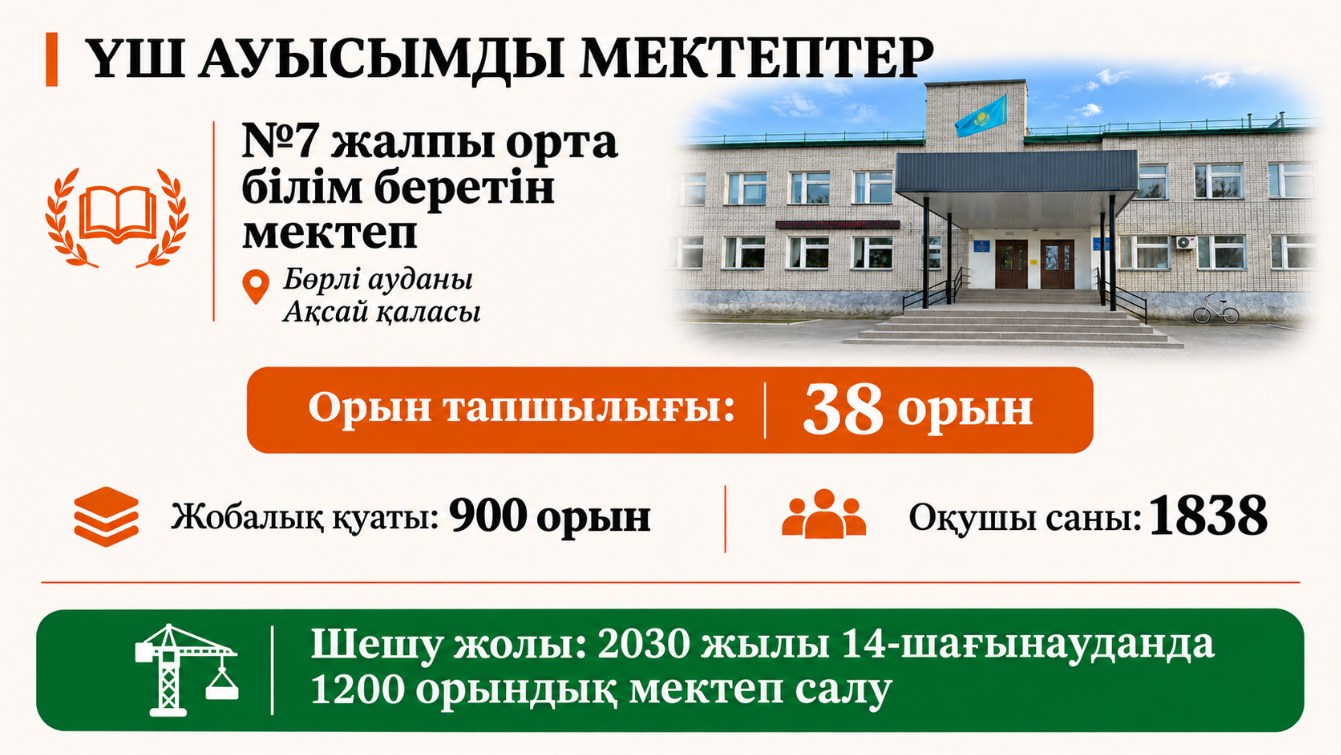 ҮШ АУЫСЫМДЫ МЕКТЕПТЕР
№7 жалпы орта
білім беретін
мектеп
Бөрлі ауданы
Ақсай қаласы
Орын тапшылығы: 38 орын
Жобалық қуаты: 900 орын
Оқушы саны: 1838
Шешу жолы: 2030 жылы 14-шағынауданда
1200 орындық мектеп салу